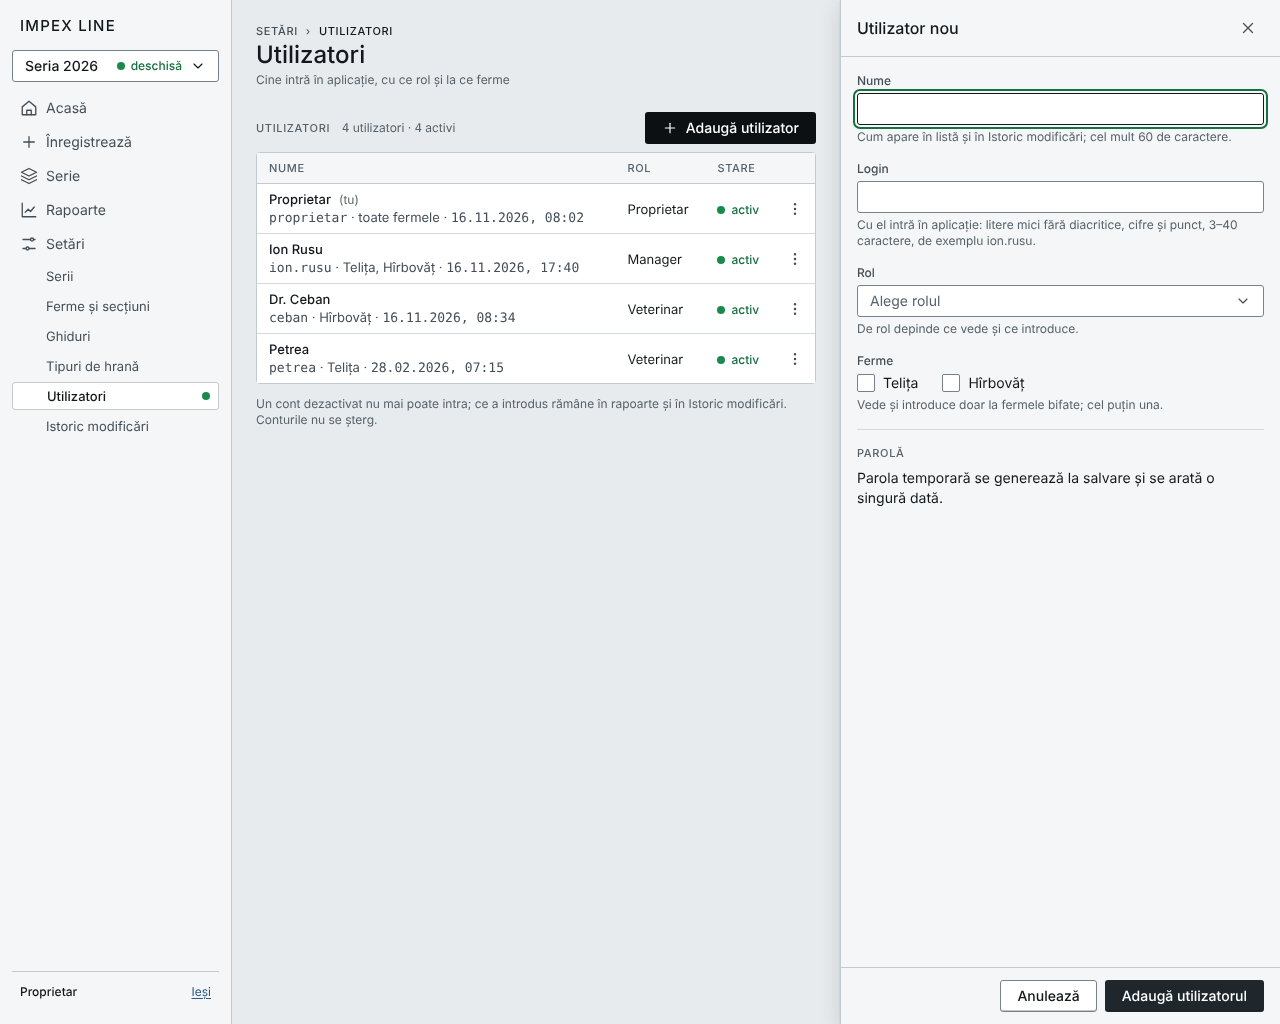 IMPEX LINE
Seria 2026 deschisă
Acasă
Înregistrează
Serie
Rapoarte
Setări
Serii
Ferme și secțiuni
Ghiduri
Tipuri de hrană
Utilizatori
Istoric modificări
Proprietar Ieși
SETĂRI › UTILIZATORI
Utilizatori
Cine intră în aplicație, cu ce rol și la ce ferme
UTILIZATORI 4 utilizatori · 4 activi
Adaugă utilizator
NUME ROL STARE
Proprietar (tu)
proprietar · toate fermele · 16.11.2026, 08:02
Proprietar activ
Ion Rusu
ion.rusu · Telița, Hîrbovăț · 16.11.2026, 17:40
Manager activ
Dr. Ceban
ceban · Hîrbovăț · 16.11.2026, 08:34
Veterinar activ
Petrea
petrea · Telița · 28.02.2026, 07:15
Veterinar activ
Un cont dezactivat nu mai poate intra; ce a introdus rămâne în rapoarte și în Istoric modificări.
Conturile nu se șterg.
Utilizator nou
Nume
Cum apare în listă și în Istoric modificări; cel mult 60 de caractere.
Login
Cu el intră în aplicație: litere mici fără diacritice, cifre și punct, 3–40
caractere, de exemplu ion.rusu.
Rol
Alege rolul
De rol depinde ce vede și ce introduce.
Ferme
Telița Hîrbovăț
Vede și introduce doar la fermele bifate; cel puțin una.
PAROLĂ
Parola temporară se generează la salvare și se arată o
singură dată.
Anulează Adaugă utilizatorul